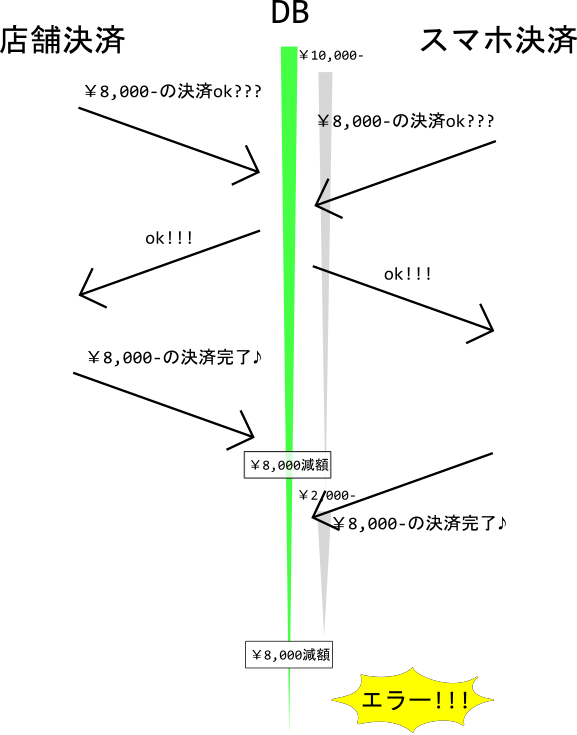 DB
店舗決済
スマホ決済
￥10,000-
￥8,000-の決済ok???
￥8,000-の決済ok???
ok!!!
ok!!!
￥8,000-の決済完了♪
￥8,000減額
￥2,000-
￥8,000-の決済完了♪
￥8,000減額
エラー!!!